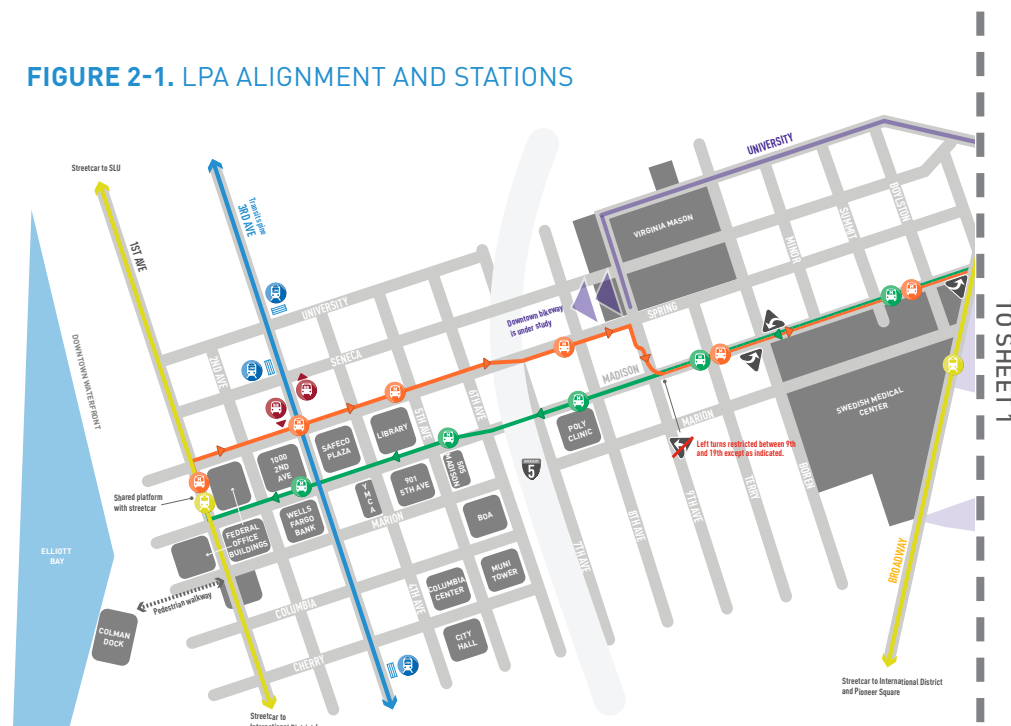 FIGURE 2-1. LPA ALIGNMENT AND STATIONS
Streetcar to SLU
1ST AVE
Transit spine
3RD AVE
UNIVERSITY
VIRGINIA MASON
BOYLSTON
SUMMIT
MINOR
UNIVERSITY
SENECA
2ND AVE
Downtown bikeway
is under study
SPRING
DOWNTOWN WATERFRONT
MADISON
5TH AVE
6TH AVE
LIBRARY
SAFECO
PLAZA
1000
2ND
AVE
POLY
CLINIC
MARION
SWEDISH MEDICAL
CENTER
Left turns restricted between 9th
and 19th except as indicated.
TO SHEET 1
505
MADISON
901
5TH AVE
YMCA
INTERSTATE
5
Shared platform
with streetcar
WELLS
FARGO
BANK
MARION
BOA
FEDERAL
OFFICE
BUILDINGS
TERRY
BOREN
9TH AVE
8TH AVE
7TH AVE
ELLIOTT
BAY
MUNI
TOWER
COLUMBIA
CENTER
4TH AVE
BROADWAY
Pedestrian walkway
COLUMBIA
COLMAN
DOCK
CITY
HALL
CHERRY
Streetcar to International District
and Pioneer Square
Streetcar to